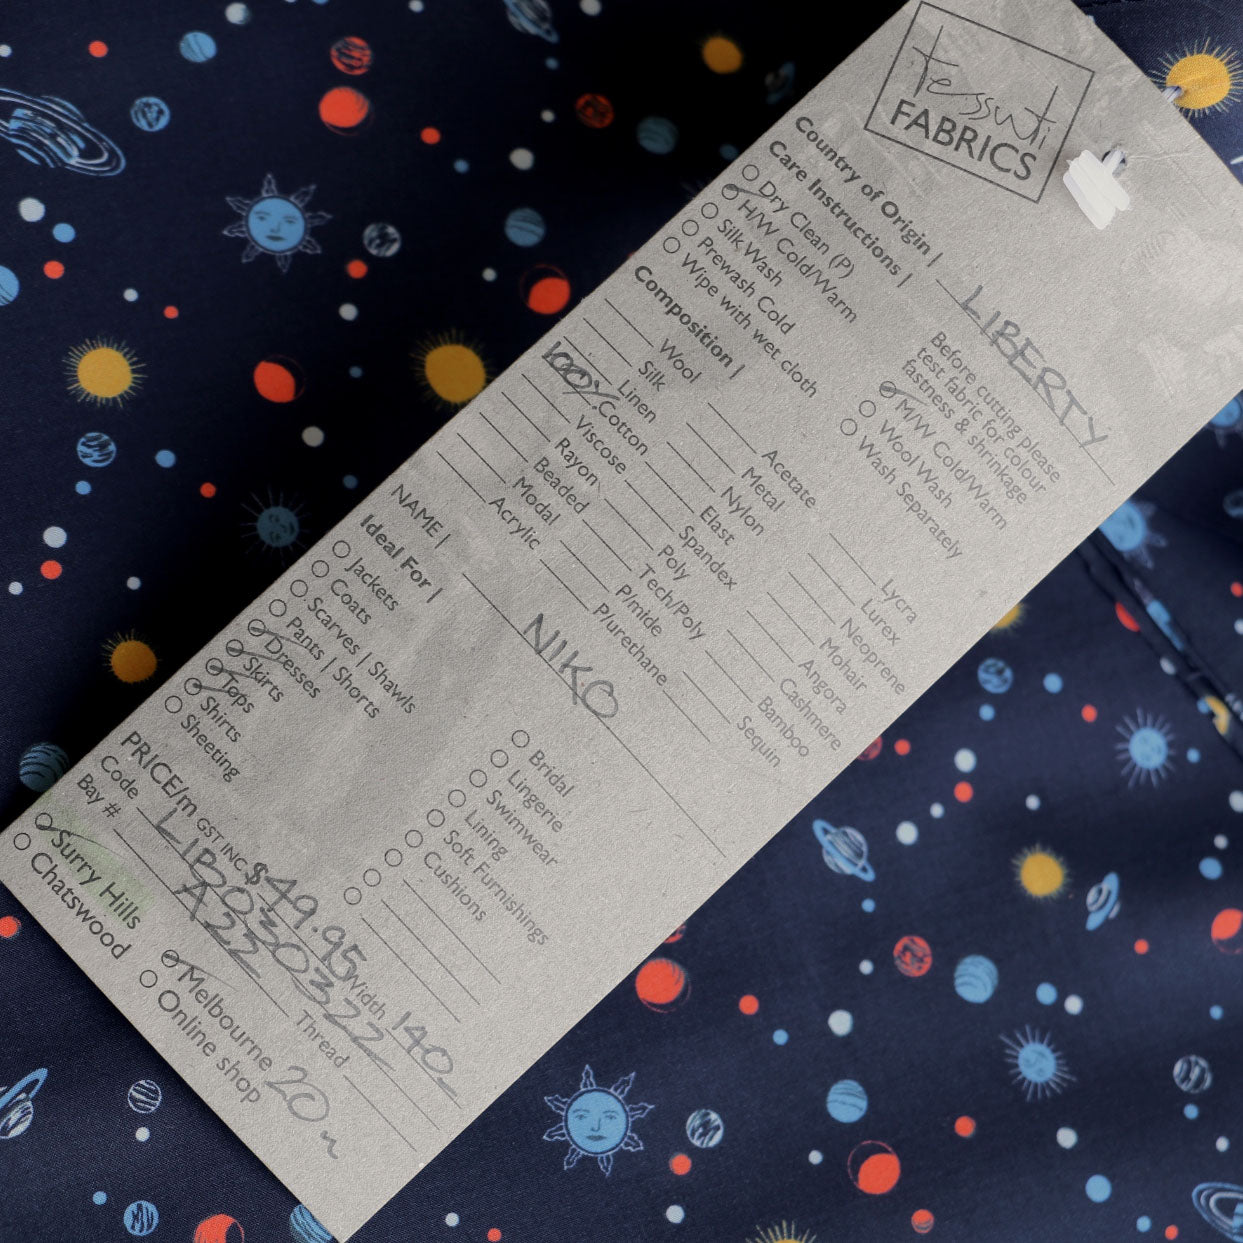 tessuti
FABRICS
Country of Origin | LIBERTY
Care Instructions |
Dry Clean (P)
H/W Cold/Warm
Silk Wash
Prewash Cold
Wipe with wet cloth
Before cutting please
test fabric for colour
fastness & shrinkage
M/W Cold/Warm
Wool Wash
Wash Separately
Composition |
Wool
Silk
Linen
100% Cotton
Viscose
Rayon
Beaded
Modal
Acrylic
Acetate
Metal
Nylon
Elast
Spandex
Poly
Tech/Poly
P/mide
P/urethane
Lycra
Lurex
Neoprene
Mohair
Angora
Cashmere
Bamboo
Sequin
NAME | NIKO
Ideal For |
Jackets
Coats
Scarves | Shawls
Pants | Shorts
Dresses
Skirts
Tops
Shirts
Sheeting
Bridal
Lingerie
Swimwear
Lining
Soft Furnishings
Cushions
PRICE/m GST INC $49.95 Width 140
Code LIB030322
Bay # A22 Thread
Surry Hills
Chatswood
Melbourne 20m
Online shop